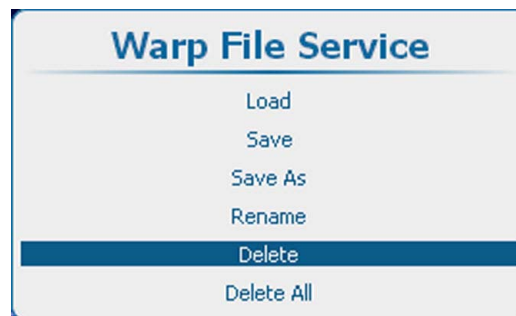 Warp File Service
Load
Save
Save As
Rename
Delete
Delete All